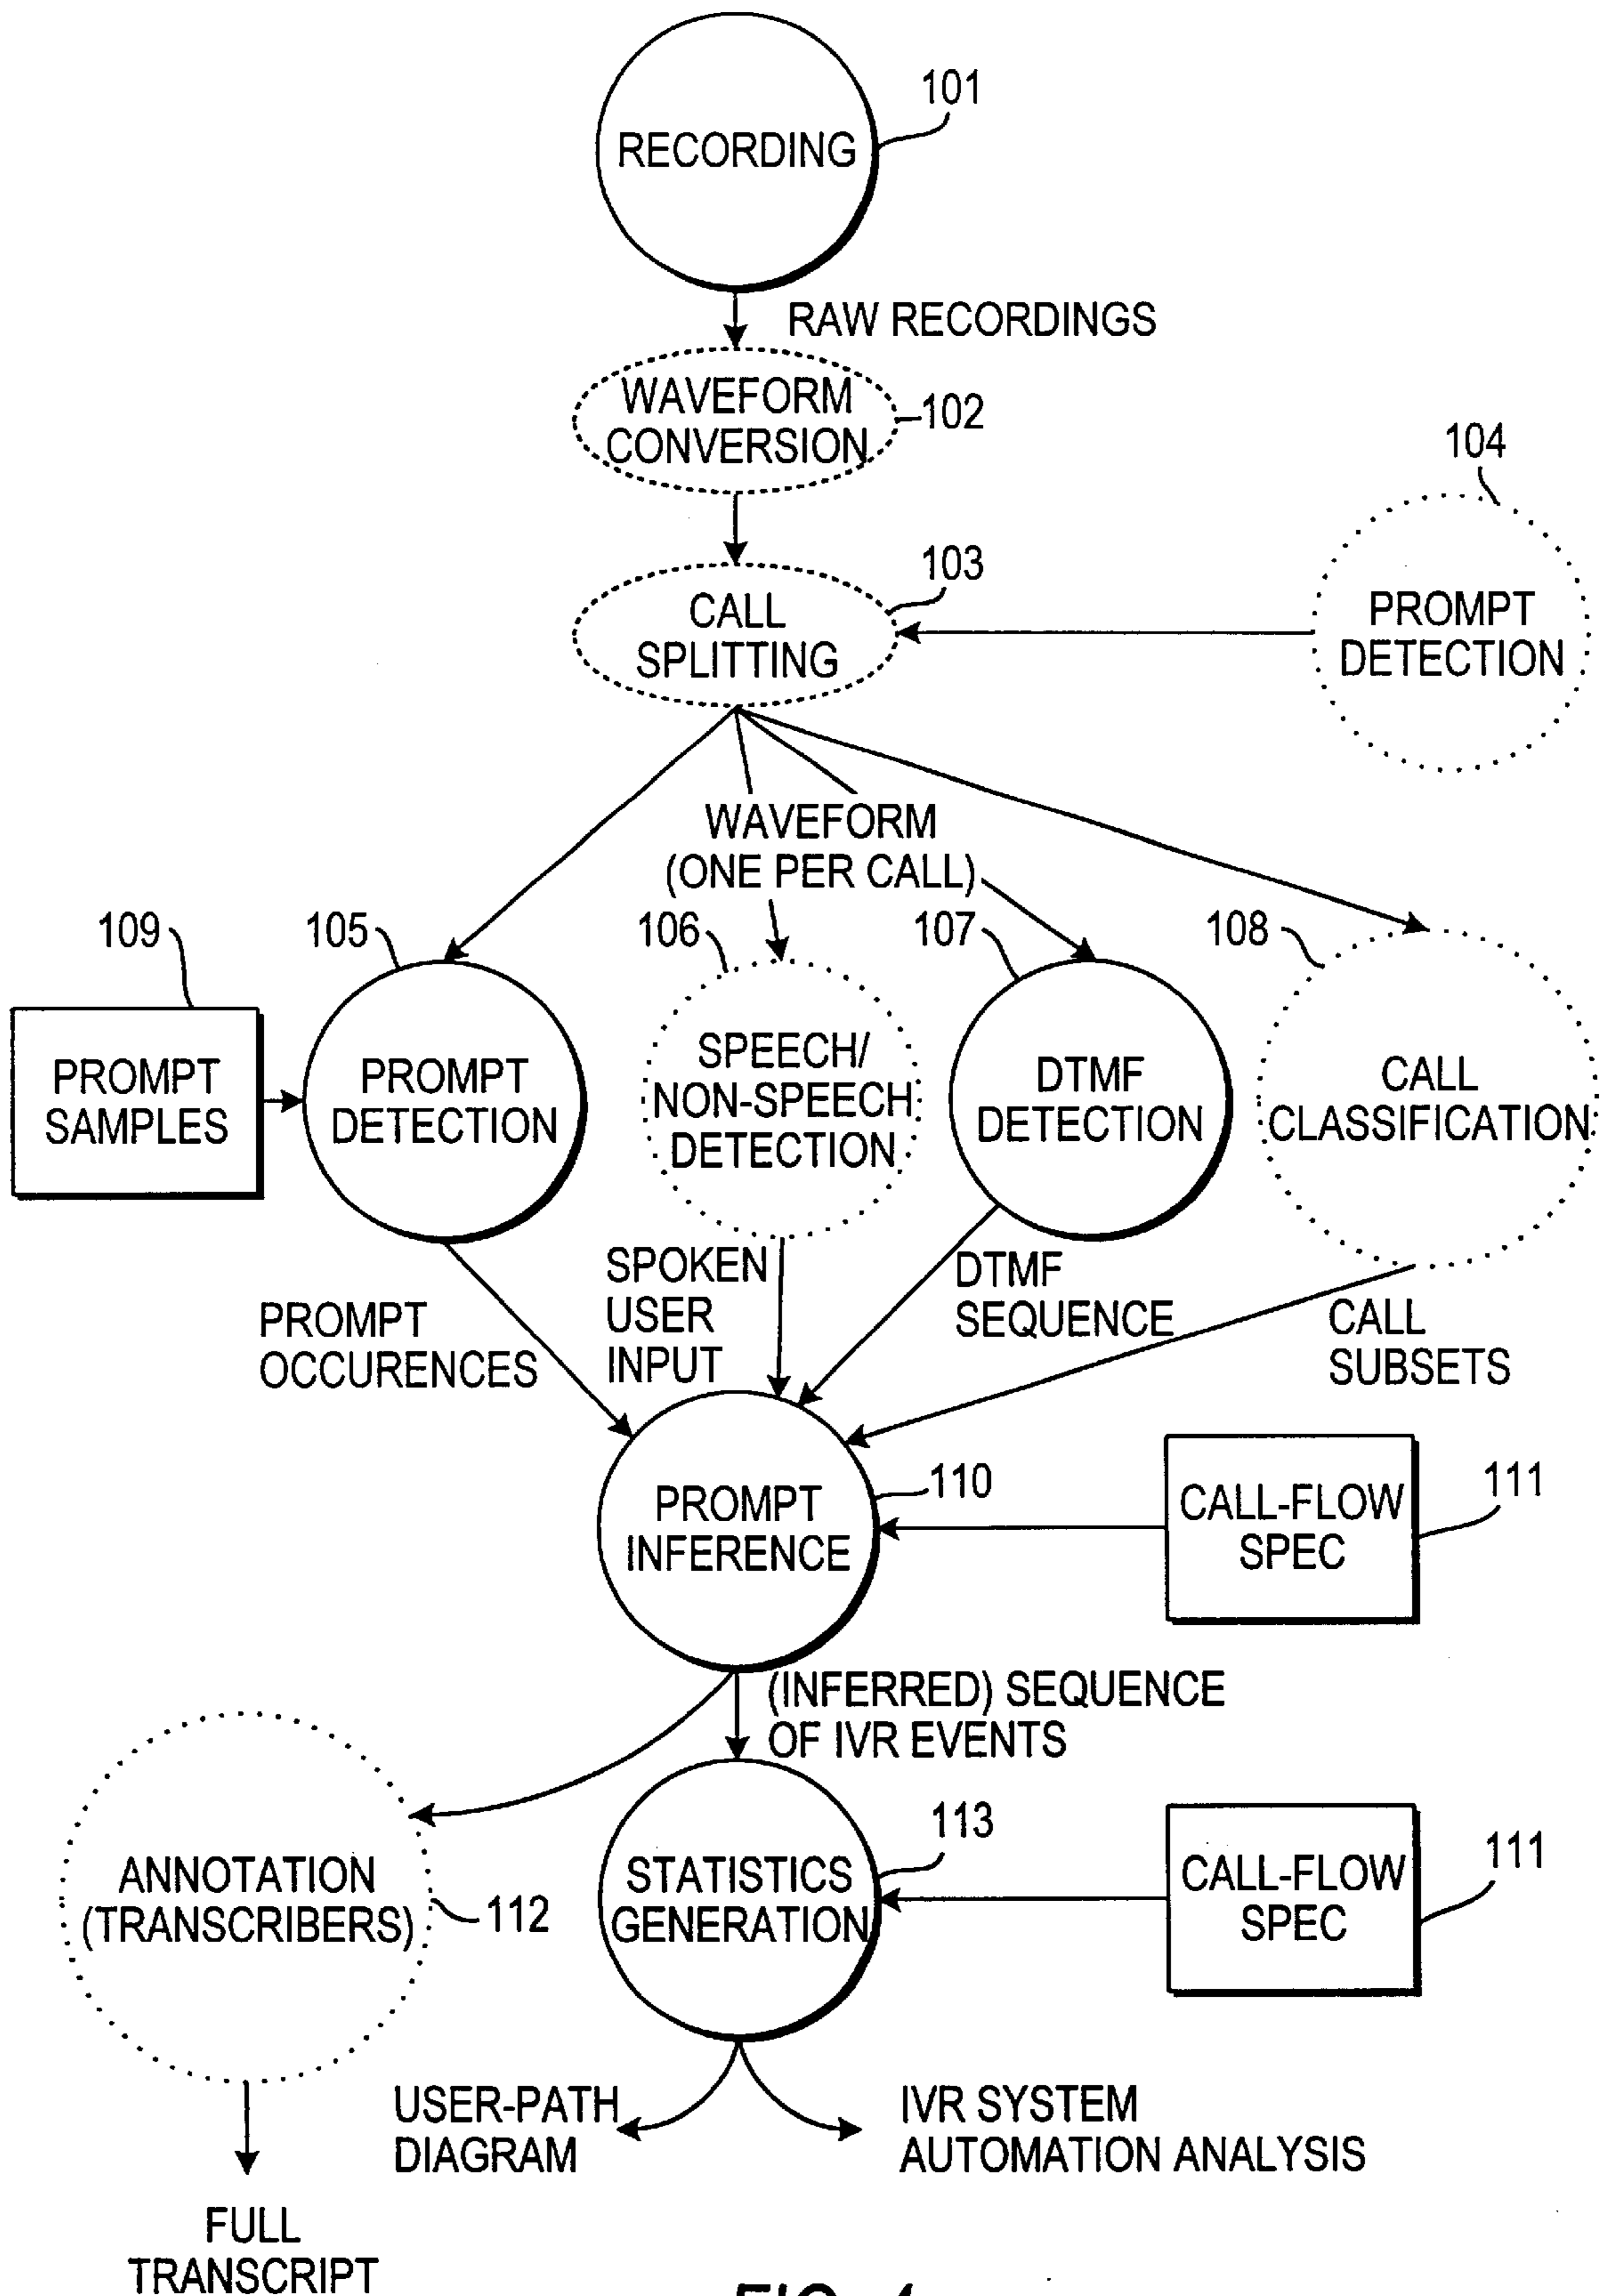 101
RECORDING
RAW RECORDINGS
WAVEFORM
CONVERSION
102
104
103
CALL
SPLITTING
PROMPT
DETECTION
WAVEFORM
(ONE PER CALL)
109
105
106
107
108
PROMPT
SAMPLES
PROMPT
DETECTION
SPEECH/
NON-SPEECH
DETECTION
DTMF
DETECTION
CALL
CLASSIFICATION
PROMPT
OCCURENCES
SPOKEN
USER
INPUT
DTMF
SEQUENCE
CALL
SUBSETS
110
111
PROMPT
INFERENCE
CALL-FLOW
SPEC
(INFERRED) SEQUENCE
OF IVR EVENTS
113
111
ANNOTATION
(TRANSCRIBERS)
112
STATISTICS
GENERATION
CALL-FLOW
SPEC
USER-PATH
DIAGRAM
IVR SYSTEM
AUTOMATION ANALYSIS
FULL
TRANSCRIPT